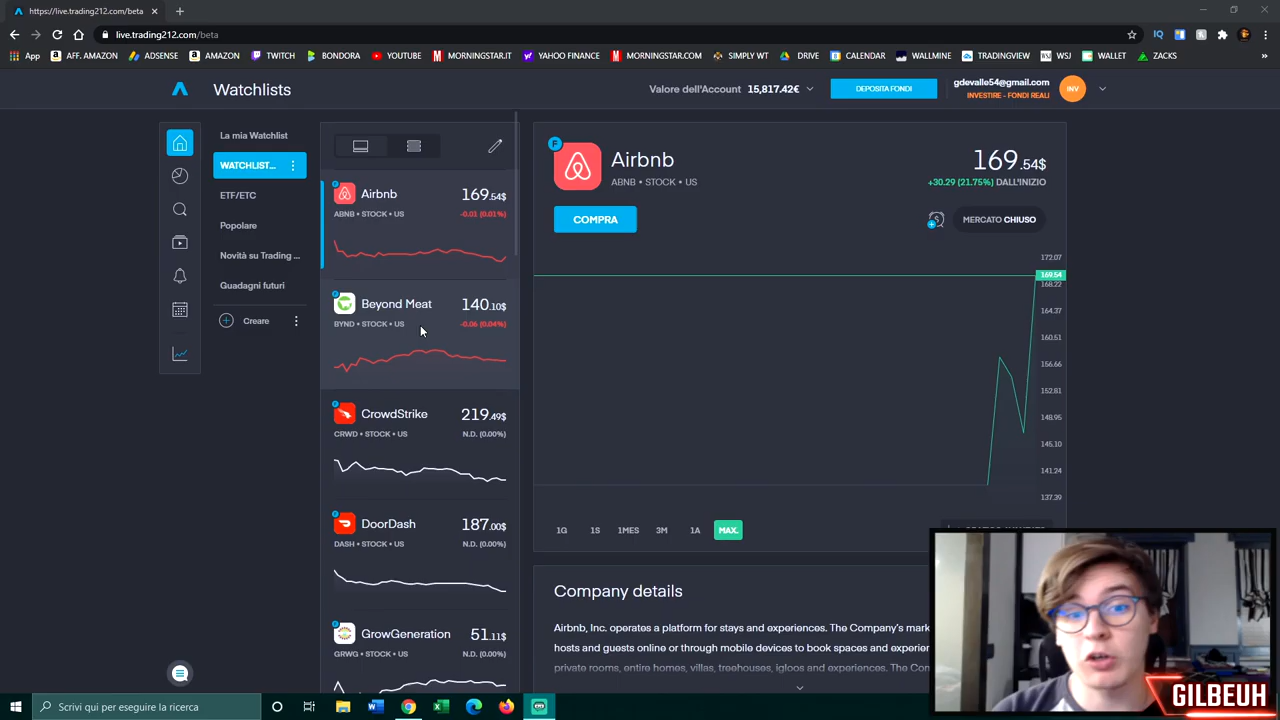 https://live.trading212.com/beta
live.trading212.com/beta
App AFF. AMAZON ADSENSE AMAZON TWITCH BONDORA YOUTUBE MORNINGSTAR.IT YAHOO FINANCE MORNINGSTAR.COM SIMPLY WT DRIVE CALENDAR WALLMINE TRADINGVIEW WSJ WALLET ZACKS
Watchlists
Valore dell'Account 15,817.42€
DEPOSITA FONDI
gdevalle54@gmail.com
INVESTIRE - FONDI REALI
INV
La mia Watchlist
WATCHLIST...
ETF/ETC
Popolare
Novità su Trading ...
Guadagni futuri
Creare
Airbnb 169.54$
ABNB • STOCK • US -0.01 (0.01%)
Beyond Meat 140.10$
BYND • STOCK • US -0.06 (0.04%)
CrowdStrike 219.49$
CRWD • STOCK • US N.D. (0.00%)
DoorDash 187.00$
DASH • STOCK • US N.D. (0.00%)
GrowGeneration 51.11$
GRWG • STOCK • US N.D. (0.00%)
Airbnb
ABNB • STOCK • US
169.54$
+30.29 (21.75%) DALL'INIZIO
COMPRA
MERCATO CHIUSO
172.07
169.54
168.22
164.37
160.51
156.66
152.81
148.95
145.10
141.24
137.39
1G 1S 1MES 3M 1A MAX.
Company details
Airbnb, Inc. operates a platform for stays and experiences. The Company's mark
hosts and guests online or through mobile devices to book spaces and experien
private rooms, entire homes, villas, treehouses, igloos and experiences. The Com
GILBEUH
Scrivi qui per eseguire la ricerca